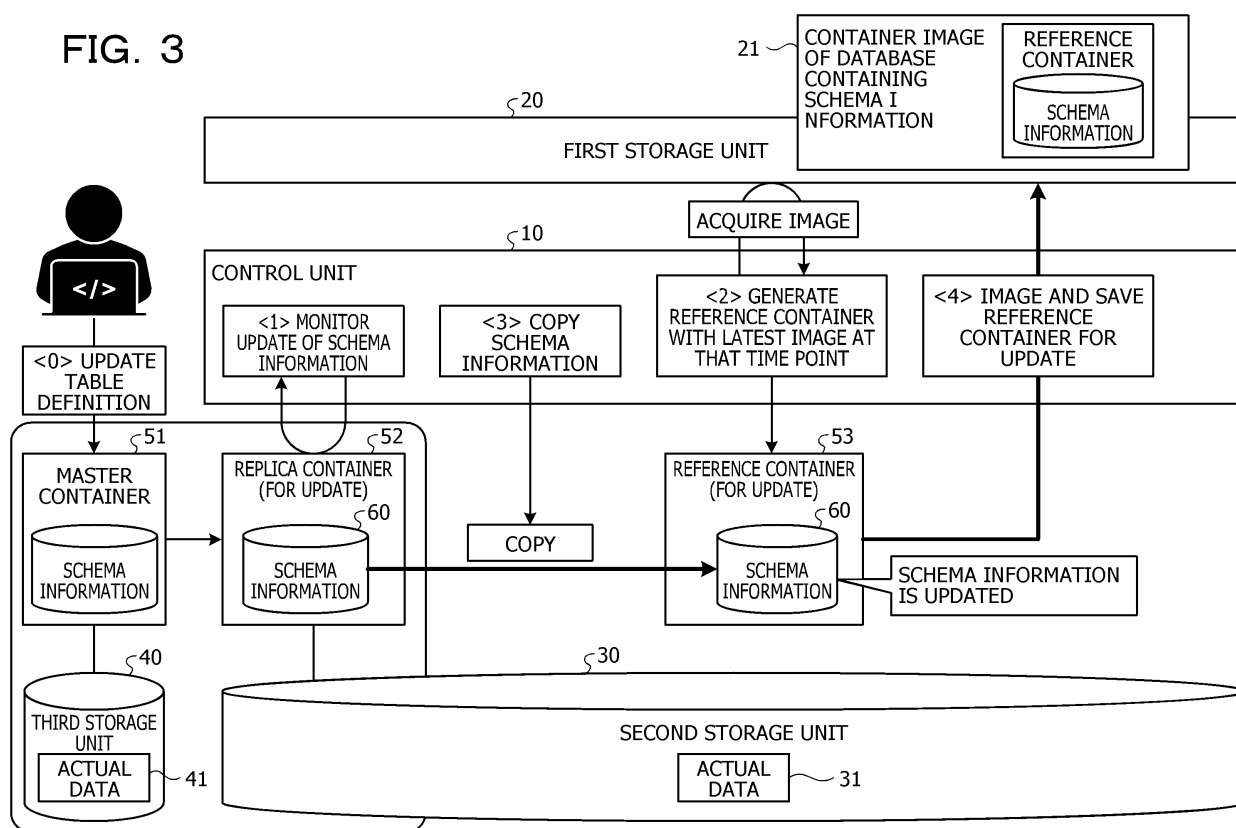 FIG. 3
21
CONTAINER IMAGE
OF DATABASE
CONTAINING
SCHEMA I
NFORMATION
REFERENCE
CONTAINER
SCHEMA
INFORMATION
20
FIRST STORAGE UNIT
ACQUIRE IMAGE
10
CONTROL UNIT
</>
<1> MONITOR
UPDATE OF SCHEMA
INFORMATION
<3> COPY
SCHEMA
INFORMATION
<2> GENERATE
REFERENCE CONTAINER
WITH LATEST IMAGE AT
THAT TIME POINT
<4> IMAGE AND SAVE
REFERENCE
CONTAINER FOR
UPDATE
<0> UPDATE
TABLE
DEFINITION
51
MASTER
CONTAINER
SCHEMA
INFORMATION
52
REPLICA CONTAINER
(FOR UPDATE)
60
SCHEMA
INFORMATION
COPY
53
REFERENCE CONTAINER
(FOR UPDATE)
60
SCHEMA
INFORMATION
SCHEMA INFORMATION
IS UPDATED
40
THIRD STORAGE
UNIT
ACTUAL
DATA
41
30
SECOND STORAGE UNIT
ACTUAL
DATA
31